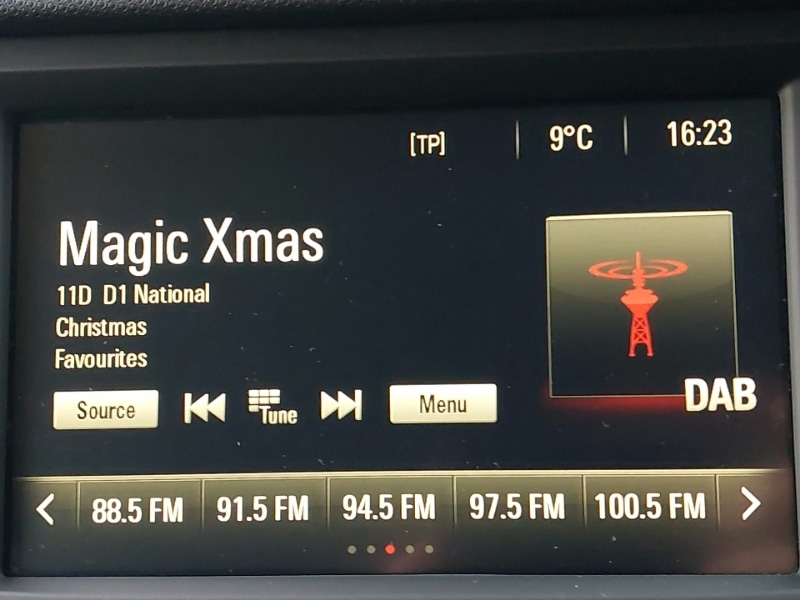 [TP] 9°C 16:23
Magic Xmas
11D D1 National
Christmas
Favourites
DAB
Source Tune Menu
88.5 FM 91.5 FM 94.5 FM 97.5 FM 100.5 FM